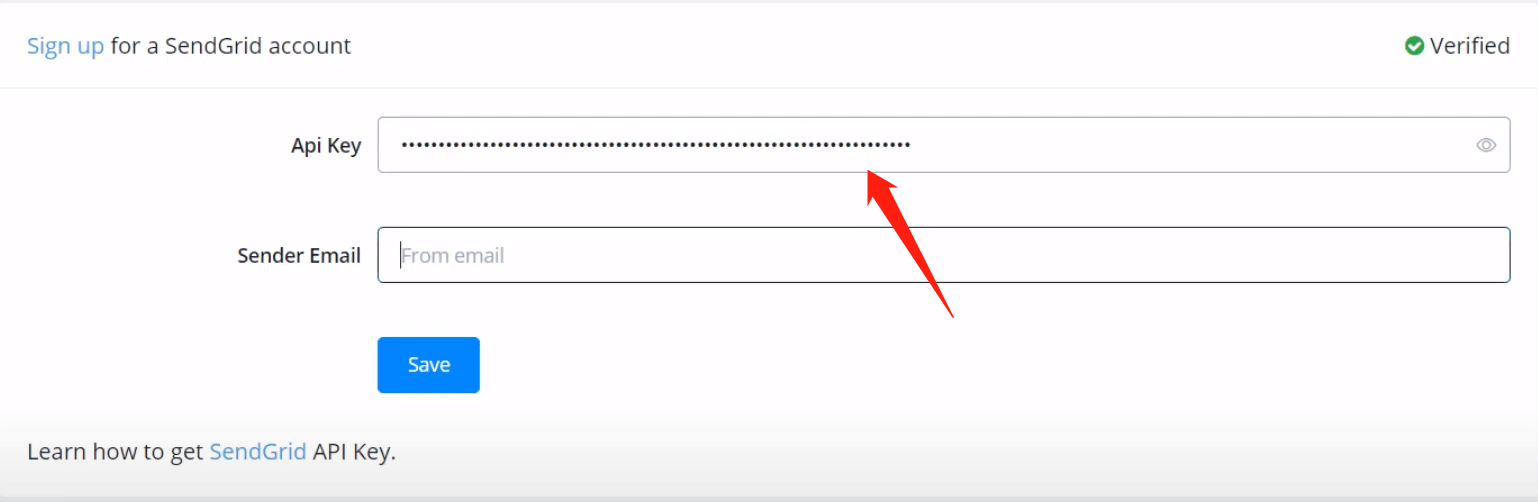 Sign up for a SendGrid account
Verified
Api Key
Sender Email
From email
Save
Learn how to get SendGrid API Key.